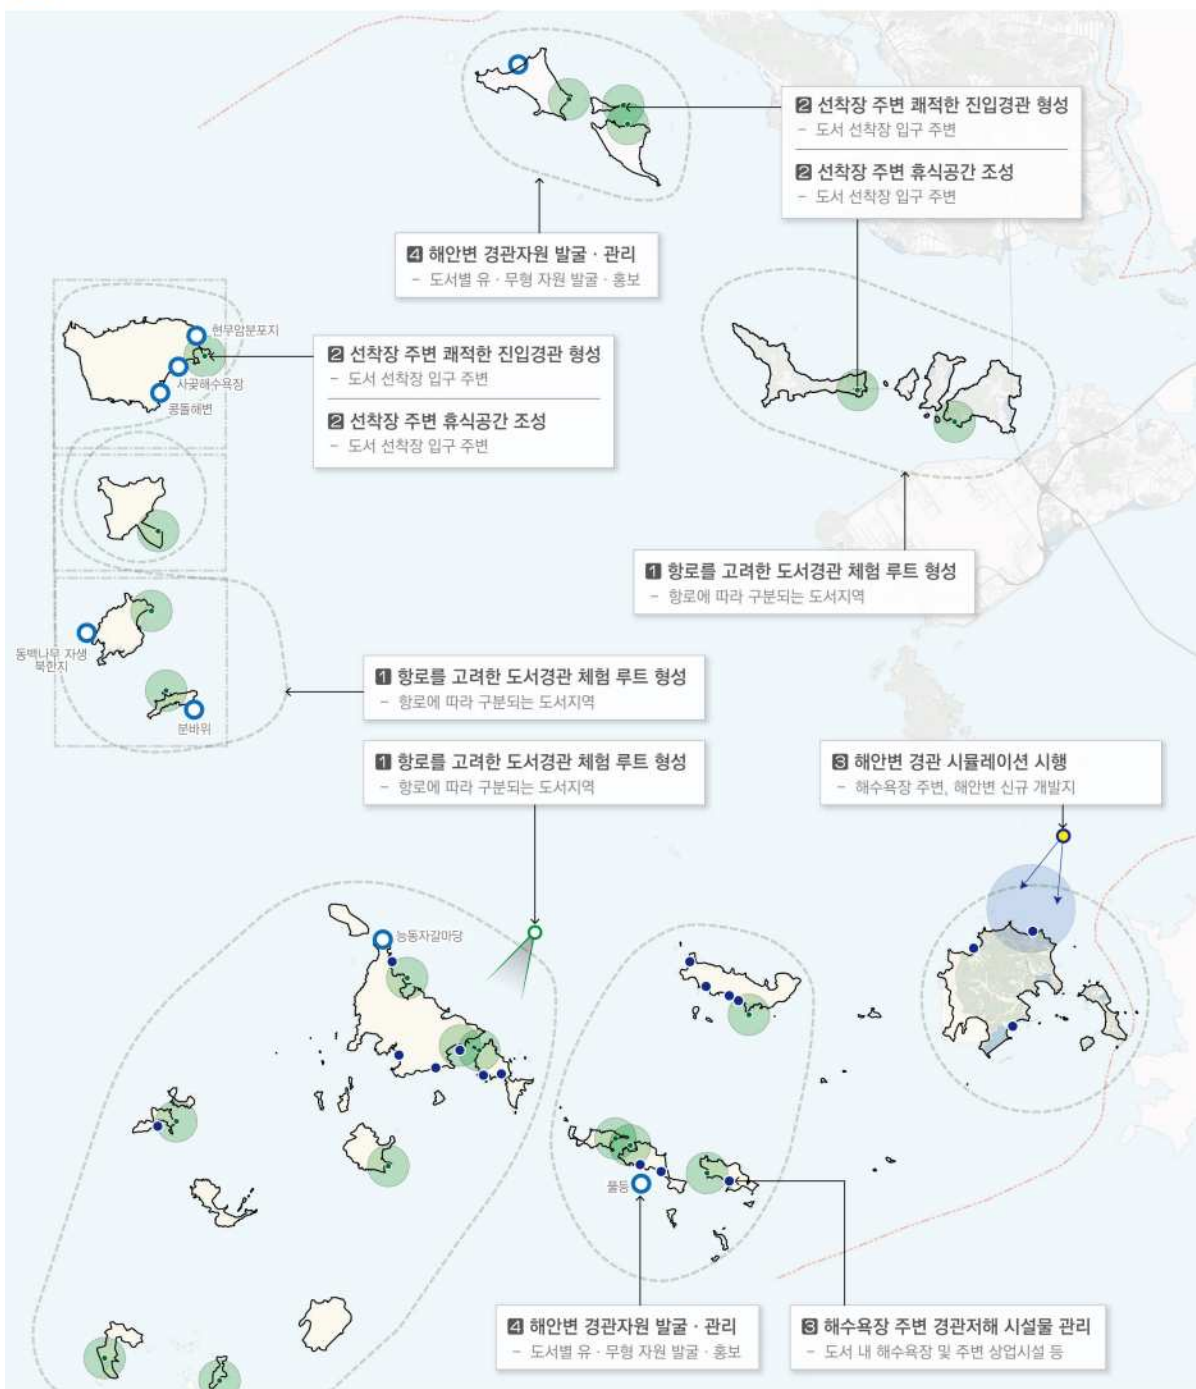 2 선착장 주변 쾌적한 진입경관 형성
- 도서 선착장 입구 주변
2 선착장 주변 휴식공간 조성
- 도서 선착장 입구 주변
4 해안변 경관자원 발굴 · 관리
- 도서별 유 · 무형 자원 발굴 · 홍보
현무암분포지
사곶해수욕장
콩돌해변
2 선착장 주변 쾌적한 진입경관 형성
- 도서 선착장 입구 주변
2 선착장 주변 휴식공간 조성
- 도서 선착장 입구 주변
1 항로를 고려한 도서경관 체험 루트 형성
- 항로에 따라 구분되는 도서지역
동백나무 자생
북한지
분바위
1 항로를 고려한 도서경관 체험 루트 형성
- 항로에 따라 구분되는 도서지역
1 항로를 고려한 도서경관 체험 루트 형성
- 항로에 따라 구분되는 도서지역
3 해안변 경관 시뮬레이션 시행
- 해수욕장 주변, 해안변 신규 개발지
능동자갈마당
풀등
4 해안변 경관자원 발굴 · 관리
- 도서별 유 · 무형 자원 발굴 · 홍보
3 해수욕장 주변 경관저해 시설물 관리
- 도서 내 해수욕장 및 주변 상업시설 등